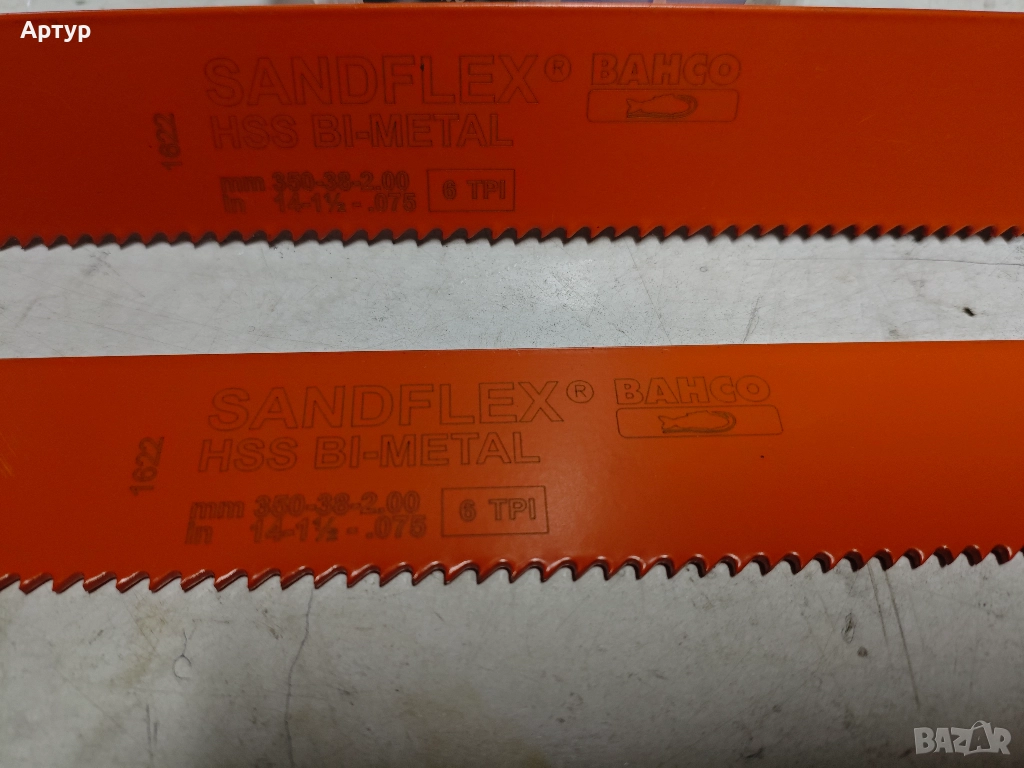 Артур
SANDFLEX® BAHCO
HSS BI-METAL
1622
mm 350-38-2.00
in 14-1½ - .075
6 TPI
SANDFLEX® BAHCO
HSS BI-METAL
1622
mm 350-38-2.00
in 14-1½ - .075
6 TPI
BAZAR